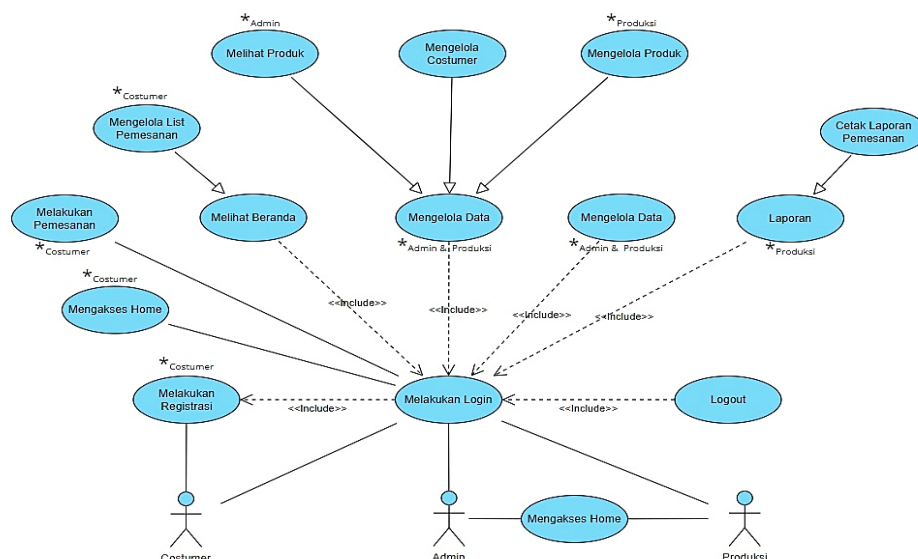 *Admin
Melihat Produk
Mengelola
Costumer
*Produksi
Mengelola Produk
*Costumer
Mengelola List
Pemesanan
Cetak Laporan
Pemesanan
Melakukan
Pemesanan
*Costumer
Melihat Beranda
Mengelola Data
*Admin & Produksi
Mengelola Data
*Admin & Produksi
Laporan
*Produksi
*Costumer
Mengakses Home
<<Include>>
<<Include>>
<<Include>>
<<Include>>
*Costumer
Melakukan
Registrasi
<<Include>>
Melakukan Login
<<Include>>
Logout
Mengakses Home
Costumer
Admin
Produksi